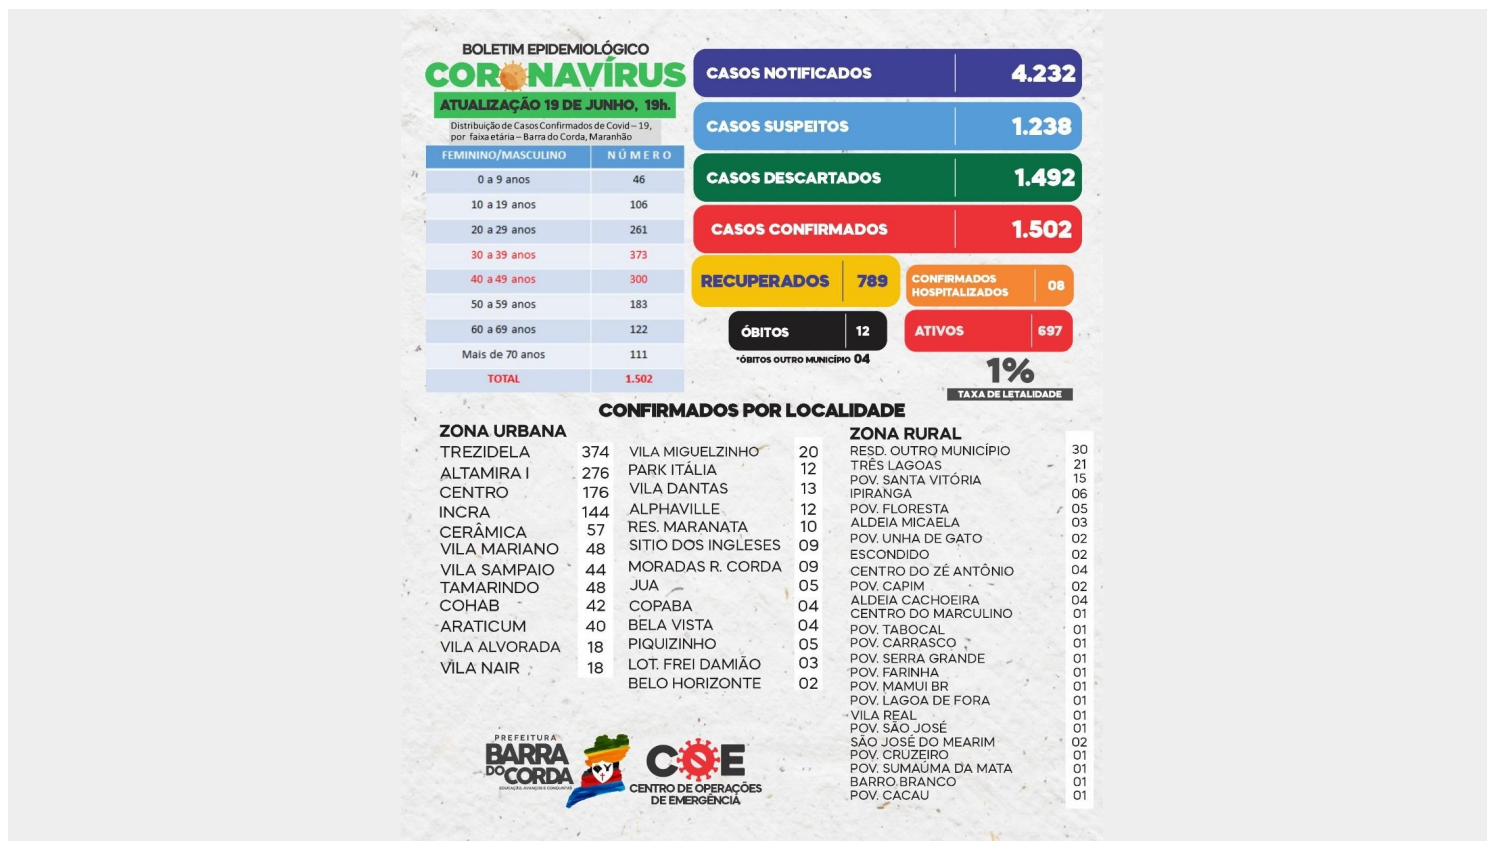 BOLETIM EPIDEMIOLÓGICO
CORONAVÍRUS
ATUALIZAÇÃO 19 DE JUNHO, 19h.
Distribuição de Casos Confirmados de Covid – 19,
por faixa etária – Barra do Corda, Maranhão
FEMININO/MASCULINO NÚMERO
0 a 9 anos 46
10 a 19 anos 106
20 a 29 anos 261
30 a 39 anos 373
40 a 49 anos 300
50 a 59 anos 183
60 a 69 anos 122
Mais de 70 anos 111
TOTAL 1.502
CASOS NOTIFICADOS 4.232
CASOS SUSPEITOS 1.238
CASOS DESCARTADOS 1.492
CASOS CONFIRMADOS 1.502
RECUPERADOS 789
CONFIRMADOS
HOSPITALIZADOS 08
ÓBITOS 12
ATIVOS 697
*ÓBITOS OUTRO MUNICÍPIO 04
1%
TAXA DE LETALIDADE
CONFIRMADOS POR LOCALIDADE
ZONA URBANA
TREZIDELA 374
ALTAMIRA I 276
CENTRO 176
INCRA 144
CERÂMICA 57
VILA MARIANO 48
VILA SAMPAIO 44
TAMARINDO 48
COHAB 42
ARATICUM 40
VILA ALVORADA 18
VILA NAIR 18
VILA MIGUELZINHO 20
PARK ITÁLIA 12
VILA DANTAS 13
ALPHAVILLE 12
RES. MARANATA 10
SITIO DOS INGLESES 09
MORADAS R. CORDA 09
JUA 05
COPABA 04
BELA VISTA 04
PIQUIZINHO 05
LOT. FREI DAMIÃO 03
BELO HORIZONTE 02
ZONA RURAL
RESD. OUTRO MUNICÍPIO 30
TRÊS LAGOAS 21
POV. SANTA VITÓRIA 15
IPIRANGA 06
POV. FLORESTA 05
ALDEIA MICAELA 03
POV. UNHA DE GATO 02
ESCONDIDO 02
CENTRO DO ZÉ ANTÔNIO 04
POV. CAPIM 02
ALDEIA CACHOEIRA 04
CENTRO DO MARCULINO 01
POV. TABOCAL 01
POV. CARRASCO 01
POV. SERRA GRANDE 01
POV. FARINHA 01
POV. MAMUI BR 01
POV. LAGOA DE FORA 01
VILA REAL 01
POV. SÃO JOSÉ 01
SÃO JOSÉ DO MEARIM 02
POV. CRUZEIRO 01
POV. SUMAÚMA DA MATA 01
BARRO BRANCO 01
POV. CACAU 01
PREFEITURA
BARRA
DO CORDA
EDUCAÇÃO, AVANÇOS E CONQUISTAS
COE
CENTRO DE OPERAÇÕES
DE EMERGÊNCIA